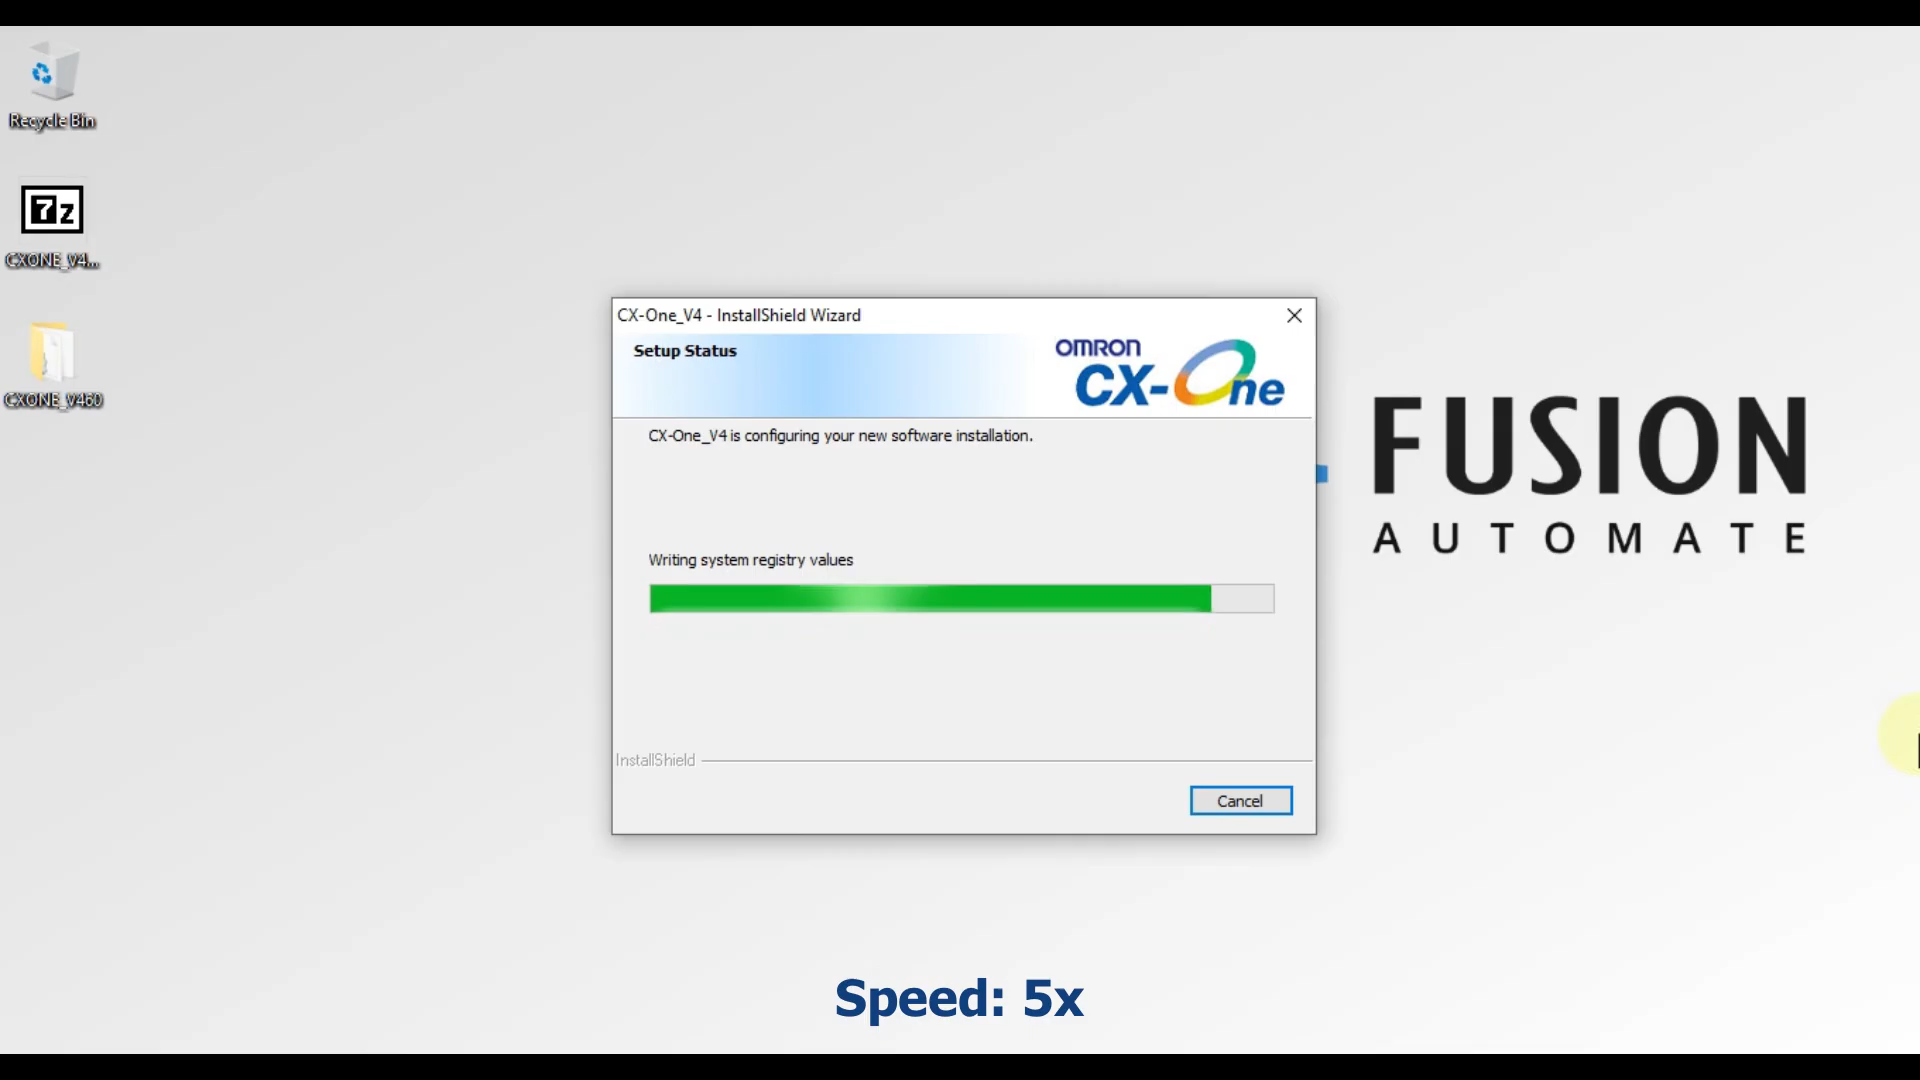 Recycle Bin
CXONE_V4...
CXONE_V460
CX-One_V4 - InstallShield Wizard
Setup Status
OMRON
CX-One
CX-One_V4 is configuring your new software installation.
Writing system registry values
InstallShield
Cancel
FUSION
AUTOMATE
Speed: 5x